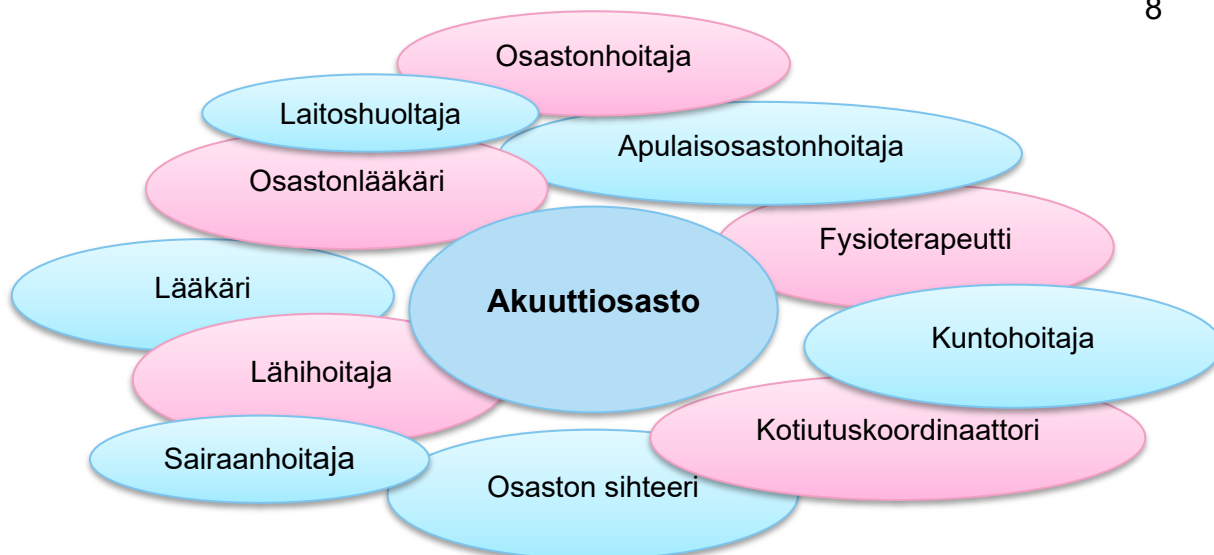 8
Osastonhoitaja
Laitoshuoltaja
Apulaisosastonhoitaja
Osastonlääkäri
Fysioterapeutti
Lääkäri
Akuuttiosasto
Kuntohoitaja
Lähihoitaja
Kotiutuskoordinaattori
Sairaanhoitaja
Osaston sihteeri